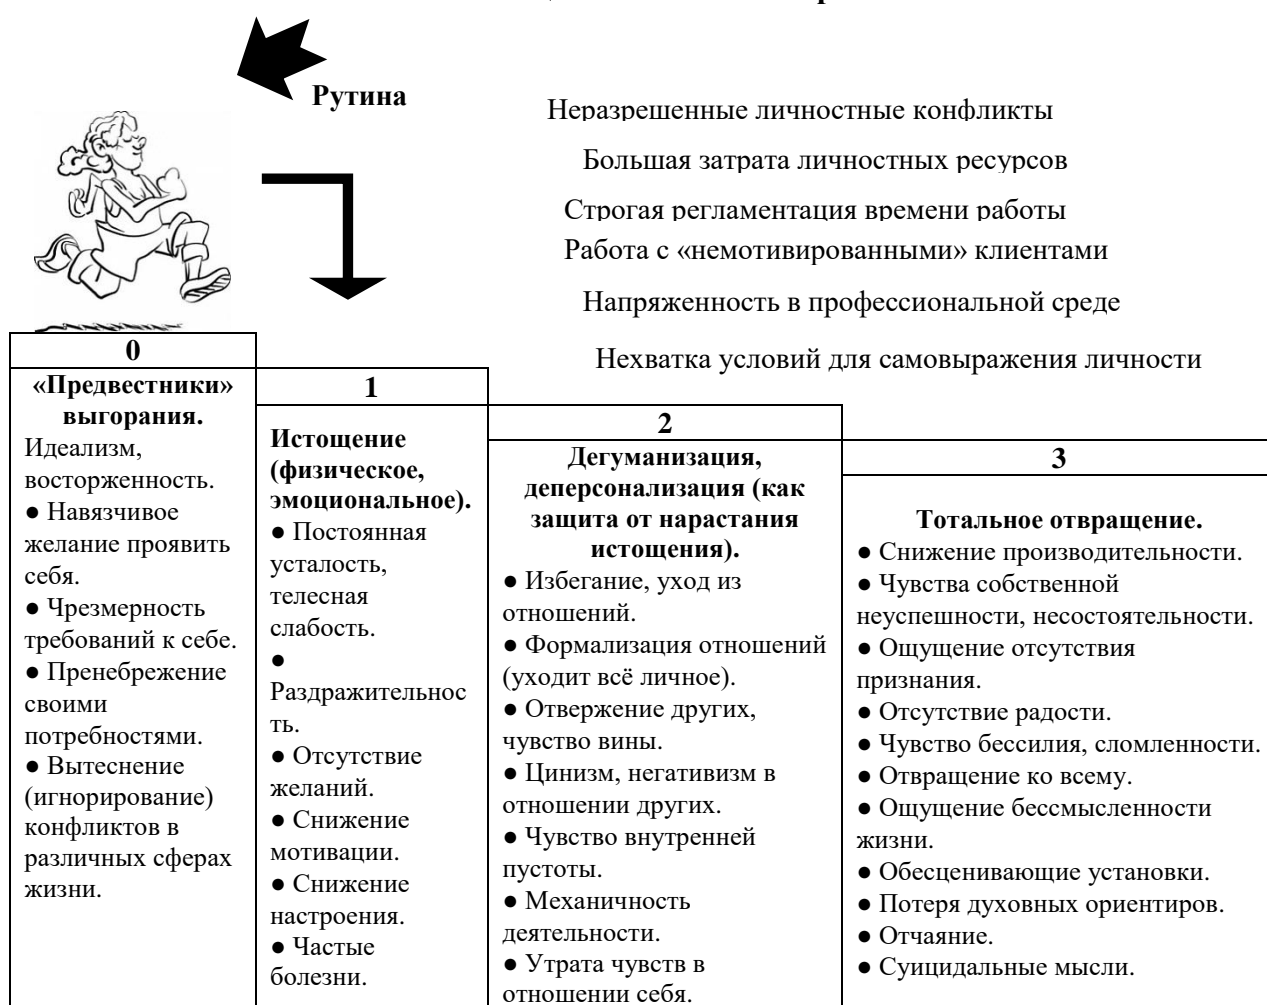 Рутина
Неразрешенные личностные конфликты
Большая затрата личностных ресурсов
Строгая регламентация времени работы
Работа с «немотивированными» клиентами
Напряженность в профессиональной среде
Нехватка условий для самовыражения личности
0
«Предвестники»
выгорания.
Идеализм,
восторженность.
● Навязчивое
желание проявить
себя.
● Чрезмерность
требований к себе.
● Пренебрежение
своими
потребностями.
● Вытеснение
(игнорирование)
конфликтов в
различных сферах
жизни.
1
Истощение
(физическое,
эмоциональное).
● Постоянная
усталость,
телесная
слабость.
●
Раздражительнос
ть.
● Отсутствие
желаний.
● Снижение
мотивации.
● Снижение
настроения.
● Частые
болезни.
2
Дегуманизация,
деперсонализация (как
защита от нарастания
истощения).
● Избегание, уход из
отношений.
● Формализация отношений
(уходит всё личное).
● Отвержение других,
чувство вины.
● Цинизм, негативизм в
отношении других.
● Чувство внутренней
пустоты.
● Механичность
деятельности.
● Утрата чувств в
отношении себя.
3
Тотальное отвращение.
● Снижение производительности.
● Чувства собственной
неуспешности, несостоятельности.
● Ощущение отсутствия
признания.
● Отсутствие радости.
● Чувство бессилия, сломленности.
● Отвращение ко всему.
● Ощущение бессмысленности
жизни.
● Обесценивающие установки.
● Потеря духовных ориентиров.
● Отчаяние.
● Суицидальные мысли.